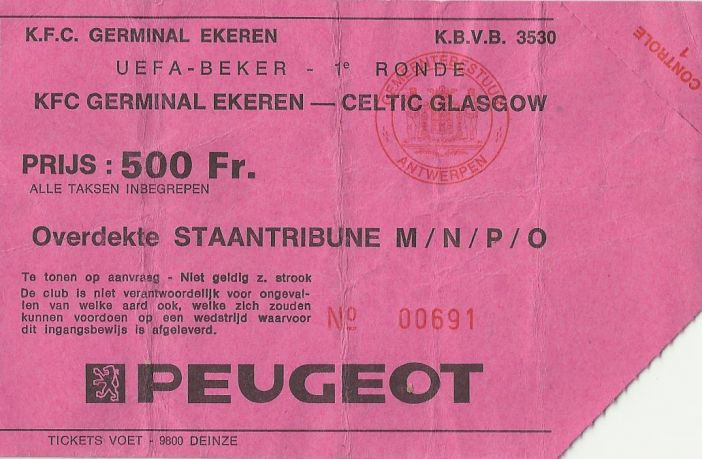 K.F.C. GERMINAL EKEREN K.B.V.B. 3530
CONTROLE
1
UEFA-BEKER - 1e RONDE
KFC GERMINAL EKEREN — CELTIC GLASGOW
GEMEENTEBESTUUR
ANTWERPEN
PRIJS : 500 Fr.
ALLE TAKSEN INBEGREPEN
Overdekte STAANTRIBUNE M / N / P / O
Te tonen op aanvraag - Niet geldig z. strook
De club is niet verantwoordelijk voor ongeval-
len van welke aard ook, welke zich zouden
kunnen voordoen op een wedstrijd waarvoor
dit ingangsbewijs is afgeleverd.
No 00691
PEUGEOT
TICKETS VOET - 9800 DEINZE